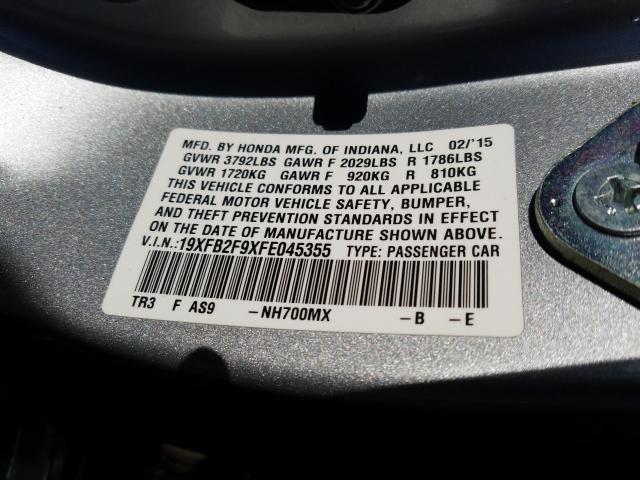 MFD. BY HONDA MFG. OF INDIANA, LLC 02/'15
GVWR 3792LBS GAWR F 2029LBS R 1786LBS
GVWR 1720KG GAWR F 920KG R 810KG
THIS VEHICLE CONFORMS TO ALL APPLICABLE
FEDERAL MOTOR VEHICLE SAFETY, BUMPER,
AND THEFT PREVENTION STANDARDS IN EFFECT
ON THE DATE OF MANUFACTURE SHOWN ABOVE.
V.I.N.:19XFB2F9XFE045355 TYPE: PASSENGER CAR
TR3 F AS9 -NH700MX -B -E